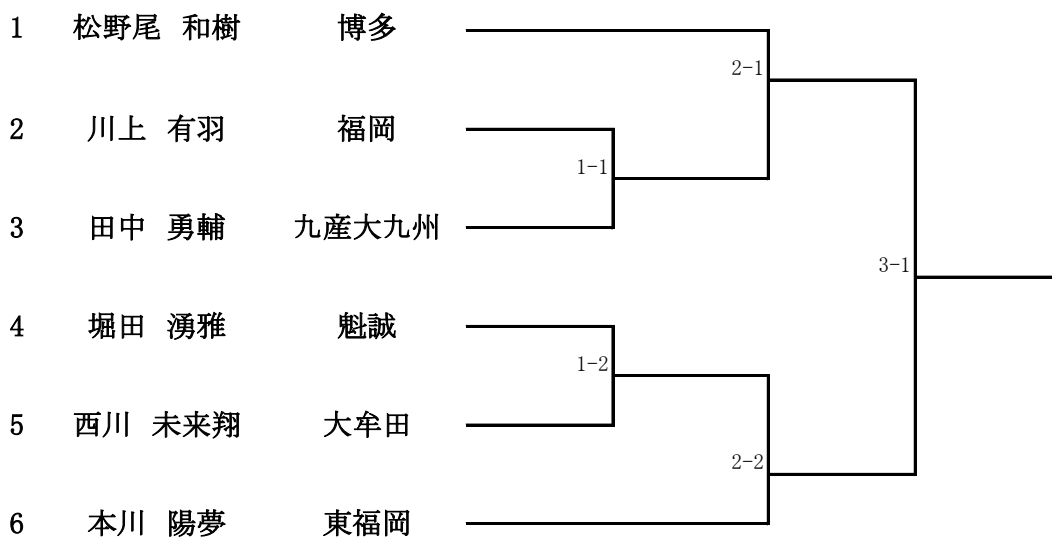 1 松野尾 和樹 博多
2-1
2 川上 有羽 福岡
1-1
3 田中 勇輔 九産大九州
3-1
4 堀田 湧雅 魁誠
1-2
5 西川 未来翔 大牟田
2-2
6 本川 陽夢 東福岡